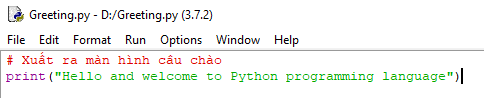 Greeting.py - D:/Greeting.py (3.7.2)
File Edit Format Run Options Window Help
# Xuất ra màn hình câu chào
print("Hello and welcome to Python programming language")